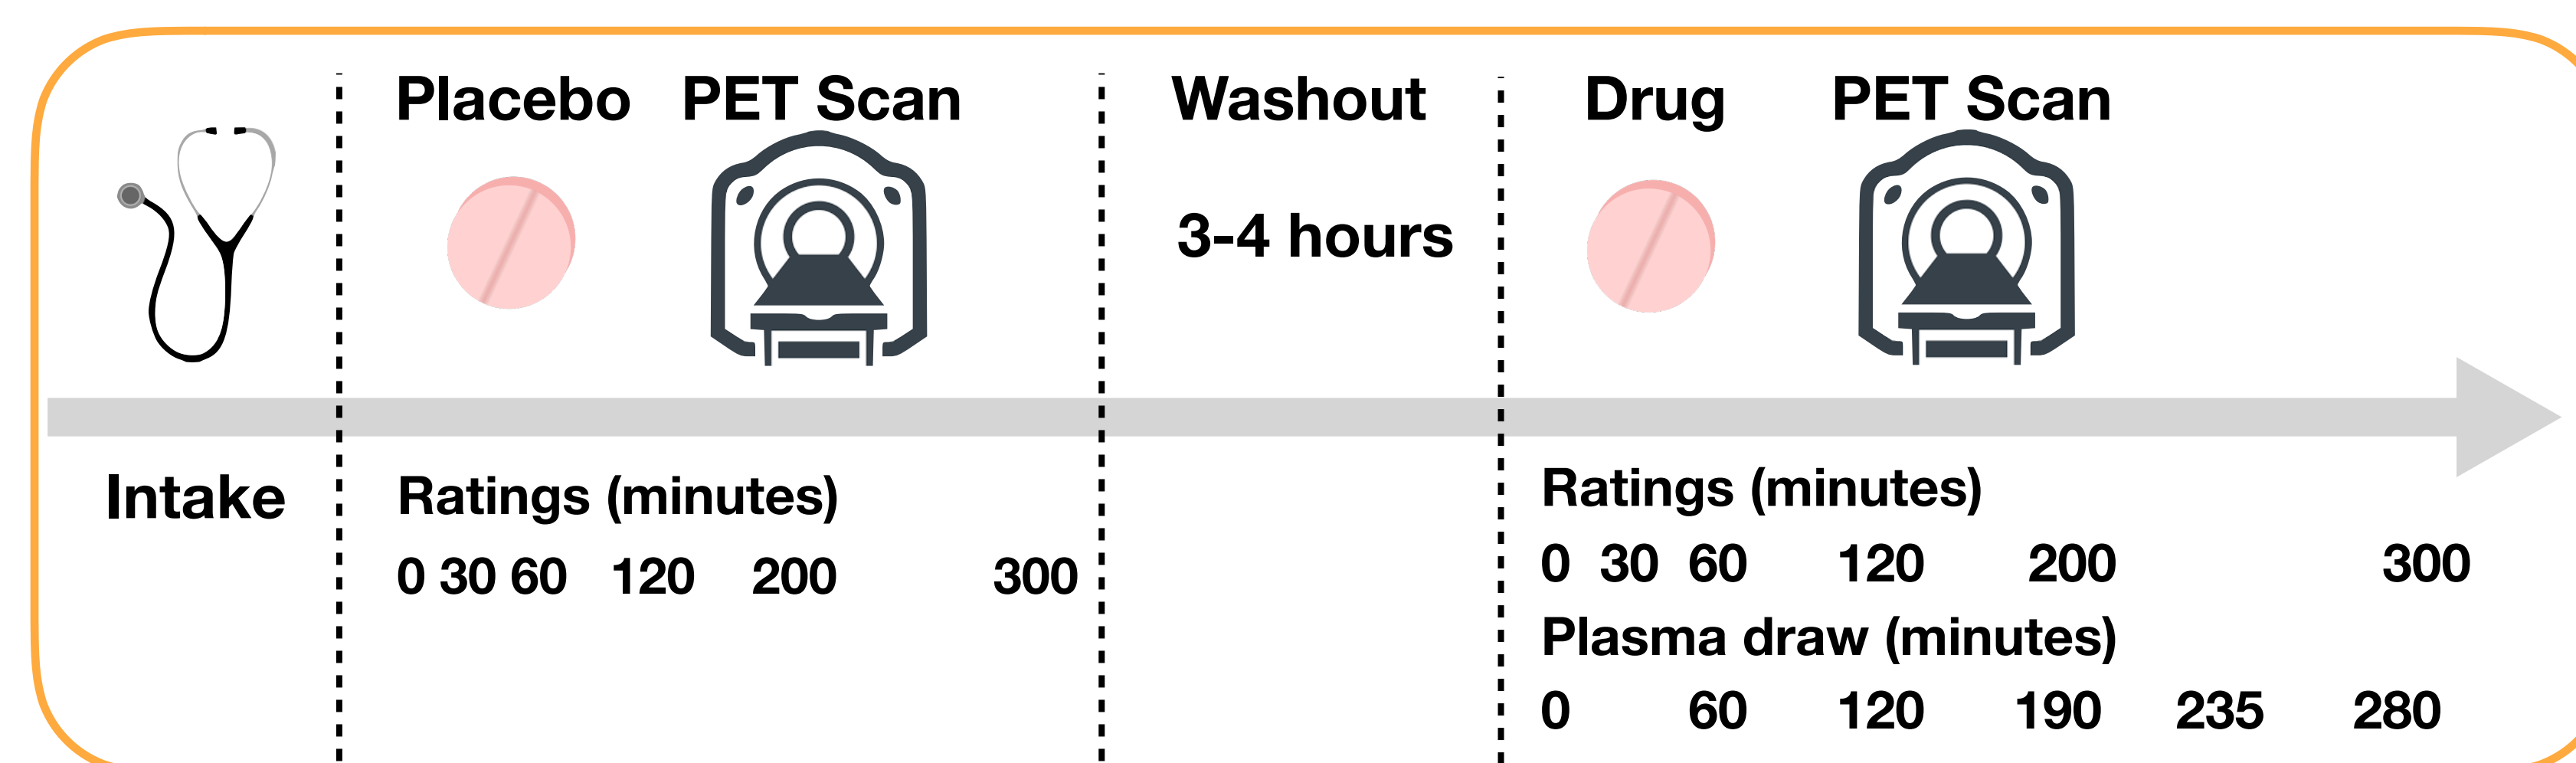 Placebo PET Scan
Washout
3-4 hours
Drug PET Scan
Intake
Ratings (minutes)
0 30 60 120 200 300
Ratings (minutes)
0 30 60 120 200 300
Plasma draw (minutes)
0 60 120 190 235 280